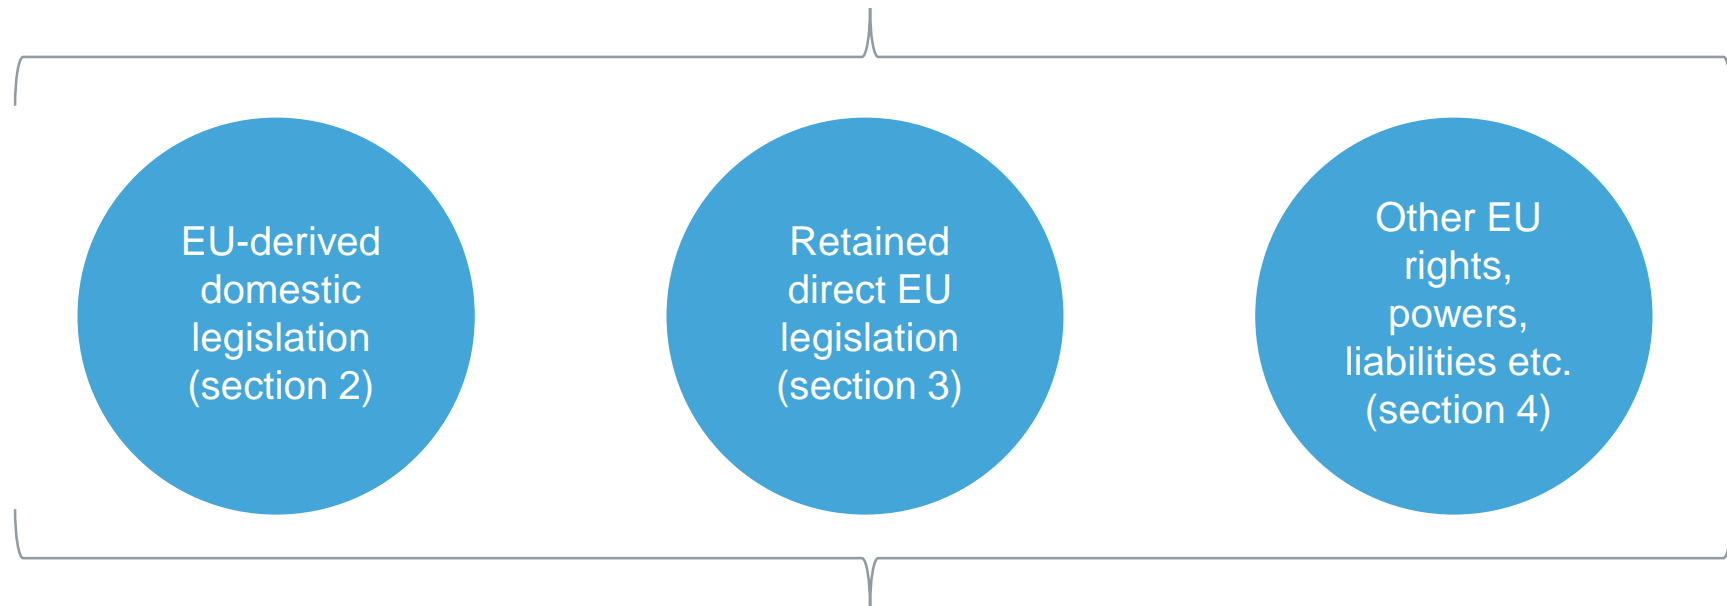 EU-derived
domestic
legislation
(section 2)
Retained
direct EU
legislation
(section 3)
Other EU
rights,
powers,
liabilities etc.
(section 4)